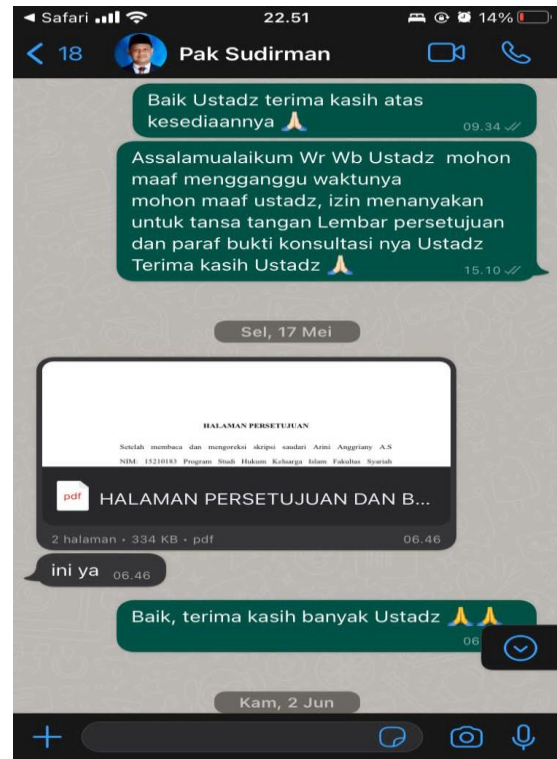 Safari 22.51 14%
18 Pak Sudirman
Baik Ustadz terima kasih atas
kesediaannya 🙏🏻
09.34
Assalamualaikum Wr Wb Ustadz mohon
maaf mengganggu waktunya
mohon maaf ustadz, izin menanyakan
untuk tansa tangan Lembar persetujuan
dan paraf bukti konsultasi nya Ustadz
Terima kasih Ustadz 🙏🏻
15.10
Sel, 17 Mei
HALAMAN PERSETUJUAN
Setelah membaca dan mengoreksi skripsi saudari Arini Anggriany A.S
NIM: 15210183 Program Studi Hukum Keluarga Islam Fakultas Syariah
pdf HALAMAN PERSETUJUAN DAN B...
2 halaman • 334 KB • pdf 06.46
ini ya 06.46
Baik, terima kasih banyak Ustadz 🙏🙏
06
Kam, 2 Jun